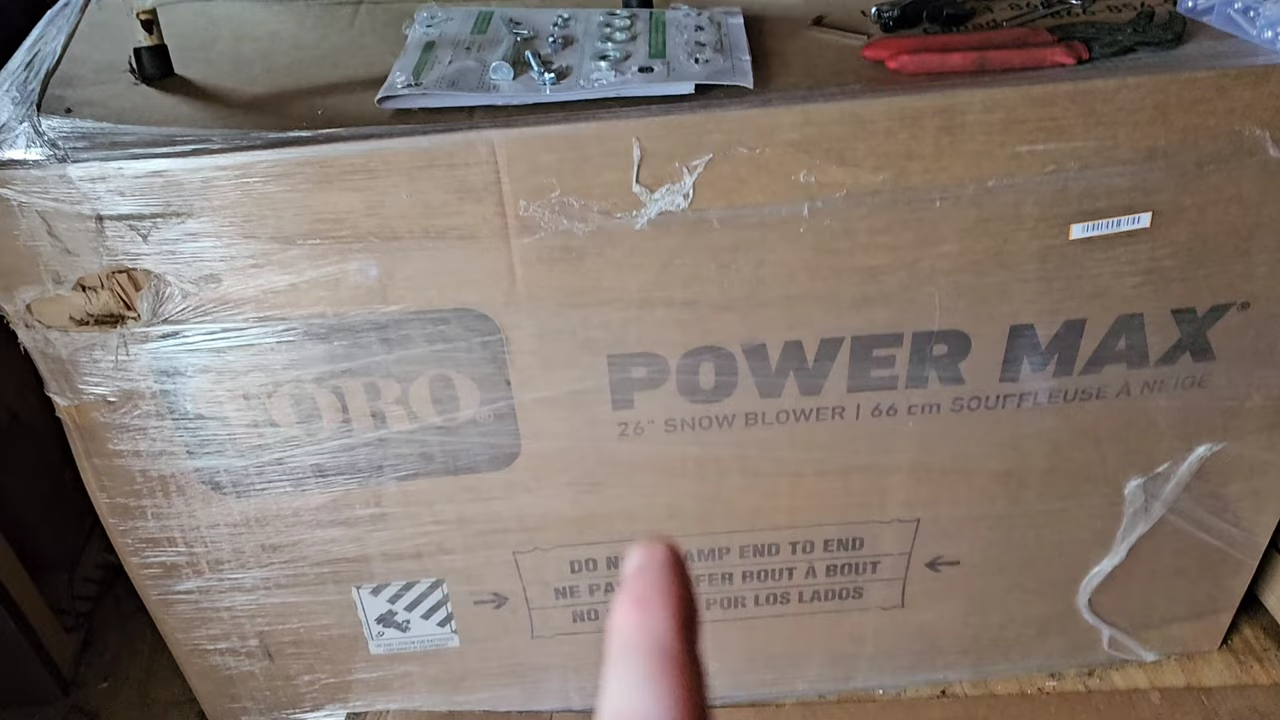 TORO®
POWER MAX®
26" SNOW BLOWER | 66 cm SOUFFLEUSE À NEIGE
DO AMP END TO END
NE PA FER BOUT À BOUT
NO POR LOS LADOS